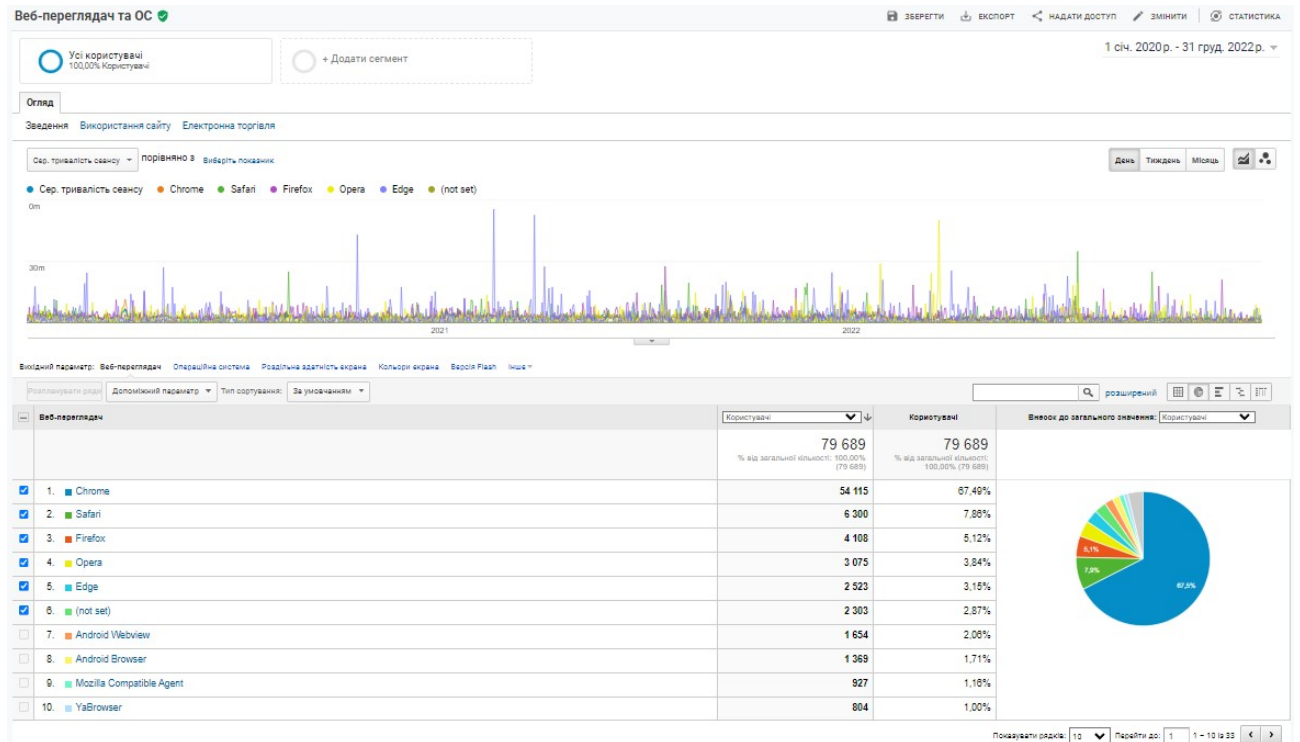 Веб-переглядач та ОС
ЗБЕРЕГТИ ЕКСПОРТ НАДАТИ ДОСТУП ЗМІНИТИ СТАТИСТИКА
Усі користувачі
100,00% Користувачі
+ Додати сегмент
1 січ. 2020 р. - 31 груд. 2022 р.
Огляд
Зведення Використання сайту Електронна торгівля
Сер. тривалість сеансу порівняно з Виберіть показник
День Тиждень Місяць
Сер. тривалість сеансу Chrome Safari Firefox Opera Edge (not set)
0m
30m
2021 2022
Вихідний параметр: Веб-переглядач Операційна система Роздільна здатність екрана Кольори екрана Версія Flash Інше
Розпланувати рядки Допоміжний параметр Тип сортування: За умовчанням
розширений
Веб-переглядач Користувачі Користувачі Внесок до загального значення: Користувачі
79 689 79 689
% від загальної кількості: 100,00% (79 689) % від загальної кількості: 100,00% (79 689)
1. Chrome 54 115 67,49%
2. Safari 6 300 7,86%
3. Firefox 4 108 5,12%
4. Opera 3 075 3,84%
5. Edge 2 523 3,15%
6. (not set) 2 303 2,87%
7. Android Webview 1 654 2,06%
8. Android Browser 1 369 1,71%
9. Mozilla Compatible Agent 927 1,16%
10. YaBrowser 804 1,00%
5,1%
7,9%
67,5%
Показувати рядків: 10 Перейти до: 1 1 – 10 із 33